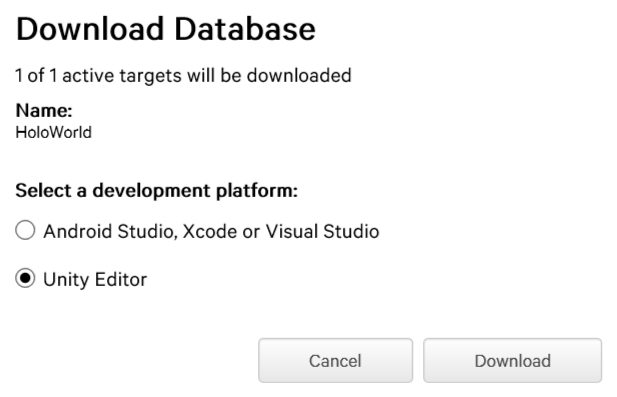 Download Database
1 of 1 active targets will be downloaded
Name:
HoloWorld
Select a development platform:
Android Studio, Xcode or Visual Studio
Unity Editor
Cancel
Download